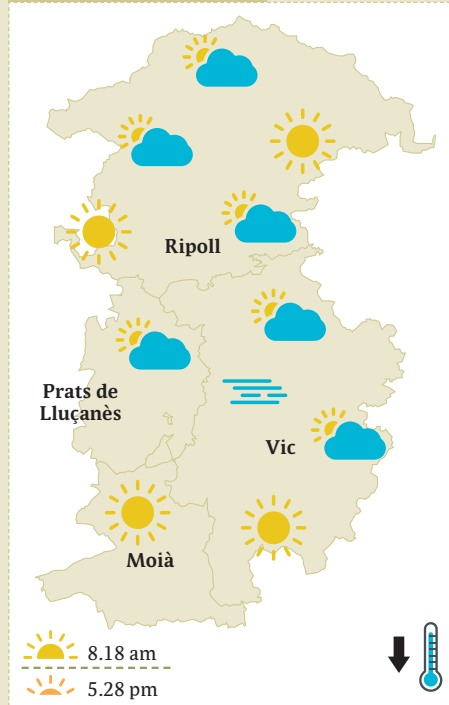 Ripoll
Prats de
Lluçanès
Vic
Moià
8.18 am
5.28 pm